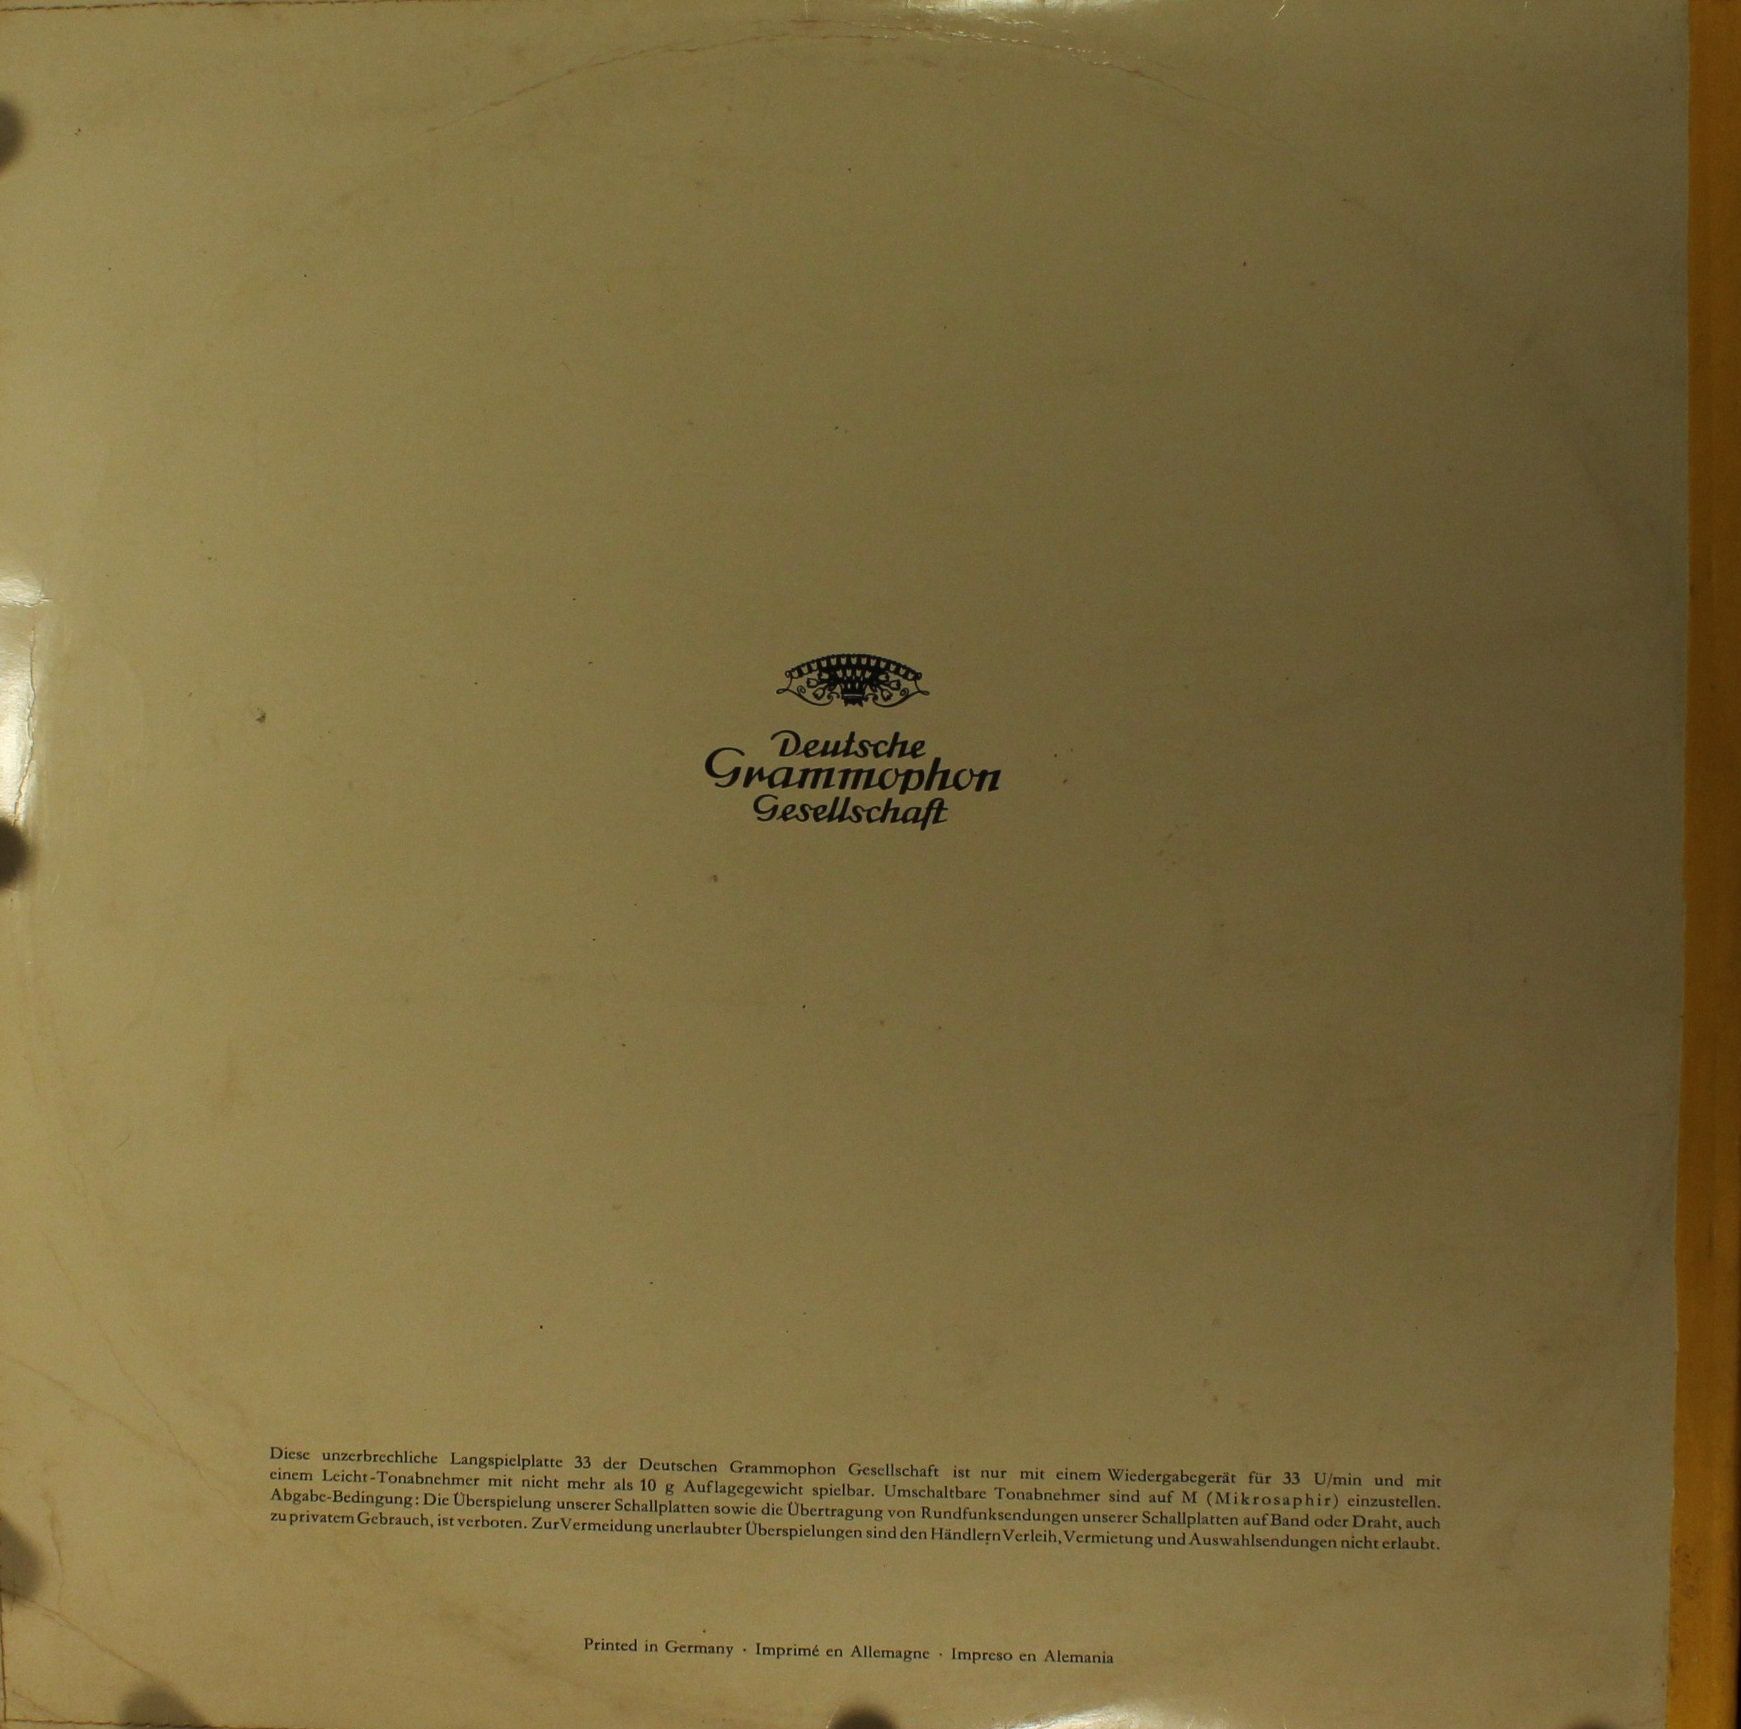 Deutsche
Grammophon
Gesellschaft
Diese unzerbrechliche Langspielplatte 33 der Deutschen Grammophon Gesellschaft ist nur mit einem Wiedergabegerät für 33 U/min und mit
einem Leicht-Tonabnehmer mit nicht mehr als 10 g Auflagegewicht spielbar. Umschaltbare Tonabnehmer sind auf M (Mikrosaphir) einzustellen.
Abgabe-Bedingung: Die Überspielung unserer Schallplatten sowie die Übertragung von Rundfunksendungen unserer Schallplatten auf Band oder Draht, auch
zu privatem Gebrauch, ist verboten. Zur Vermeidung unerlaubter Überspielungen sind den Händlern Verleih, Vermietung und Auswahlsendungen nicht erlaubt.
Printed in Germany · Imprimé en Allemagne · Impreso en Alemania